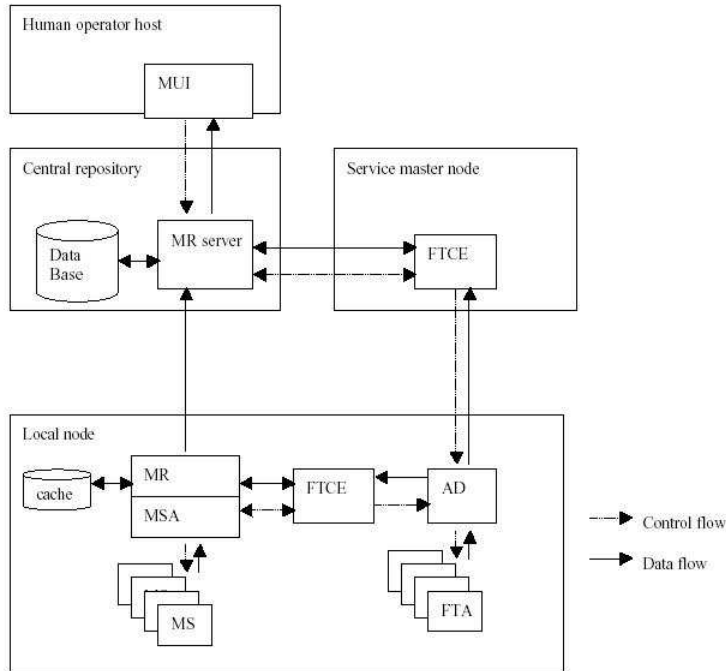 Human operator host
MUI
Central repository
Service master node
MR server
Data
Base
FTCE
Local node
MR
FTCE
AD
cache
MSA
Control flow
Data flow
MS
FTA